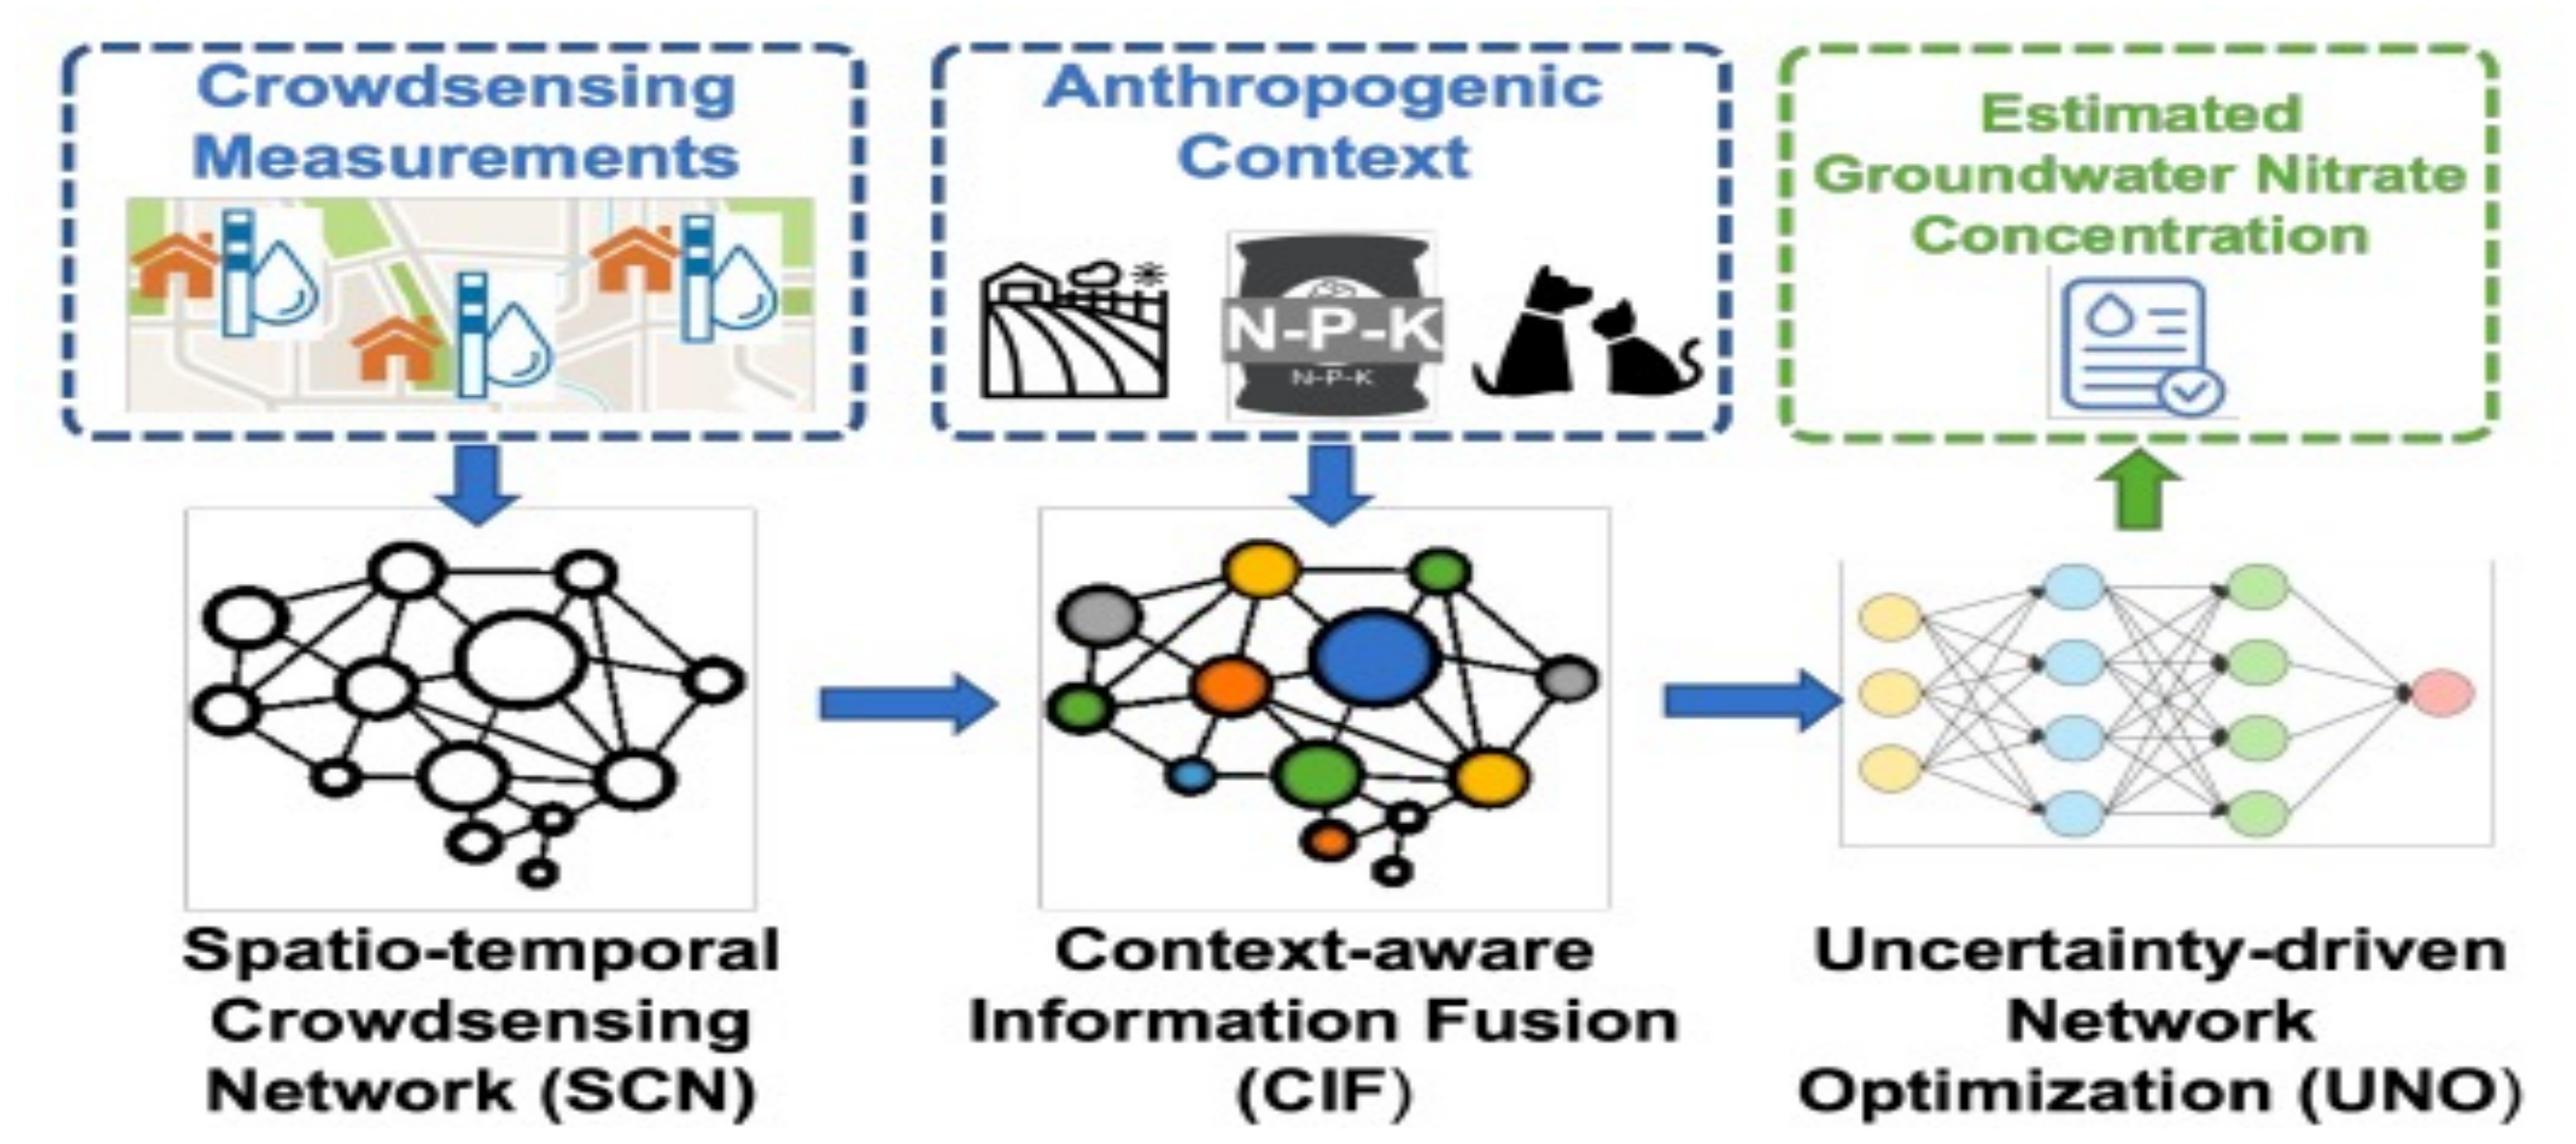 Crowdsensing
Measurements
Anthropogenic
Context
N-P-K
N-P-K
Estimated
Groundwater Nitrate
Concentration
Spatio-temporal
Crowdsensing
Network (SCN)
Context-aware
Information Fusion
(CIF)
Uncertainty-driven
Network
Optimization (UNO)